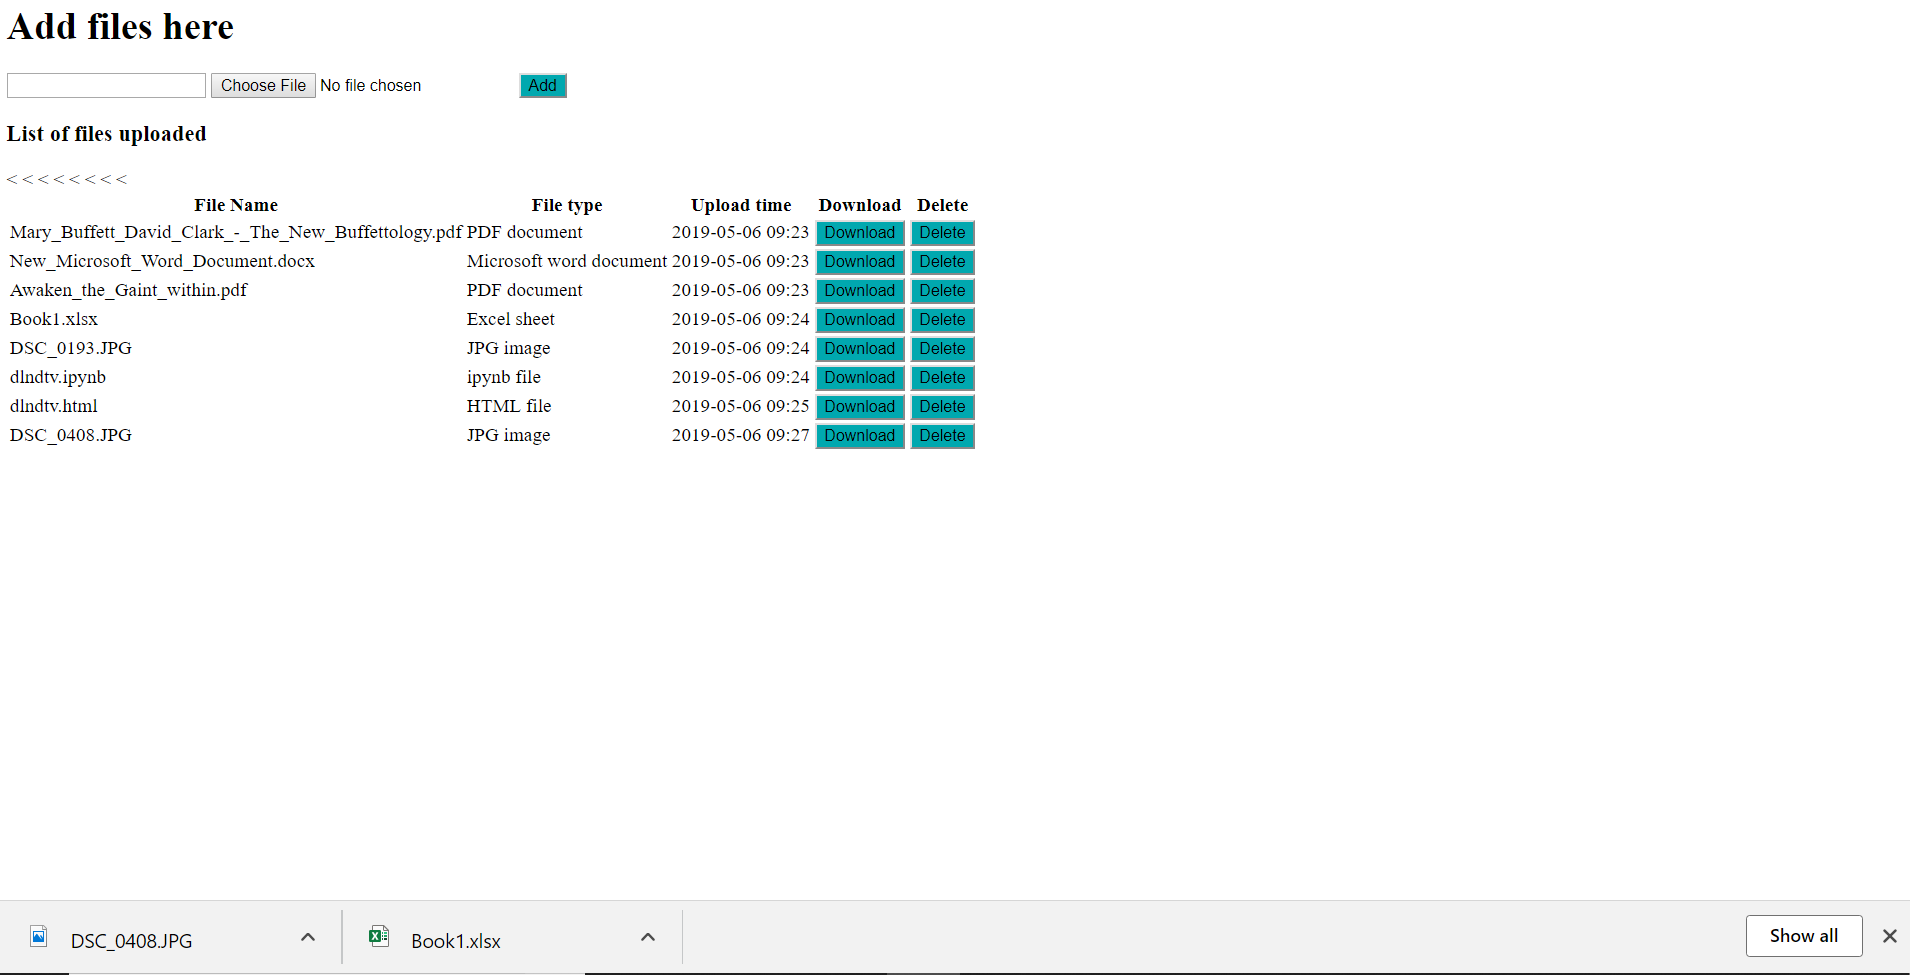 Add files here
Choose File No file chosen Add
List of files uploaded
< < < < < < < <
File Name File type Upload time Download Delete
Mary_Buffett_David_Clark_-_The_New_Buffettology.pdf PDF document 2019-05-06 09:23 Download Delete
New_Microsoft_Word_Document.docx Microsoft word document 2019-05-06 09:23 Download Delete
Awaken_the_Gaint_within.pdf PDF document 2019-05-06 09:23 Download Delete
Book1.xlsx Excel sheet 2019-05-06 09:24 Download Delete
DSC_0193.JPG JPG image 2019-05-06 09:24 Download Delete
dlndtv.ipynb ipynb file 2019-05-06 09:24 Download Delete
dlndtv.html HTML file 2019-05-06 09:25 Download Delete
DSC_0408.JPG JPG image 2019-05-06 09:27 Download Delete
DSC_0408.JPG Book1.xlsx Show all